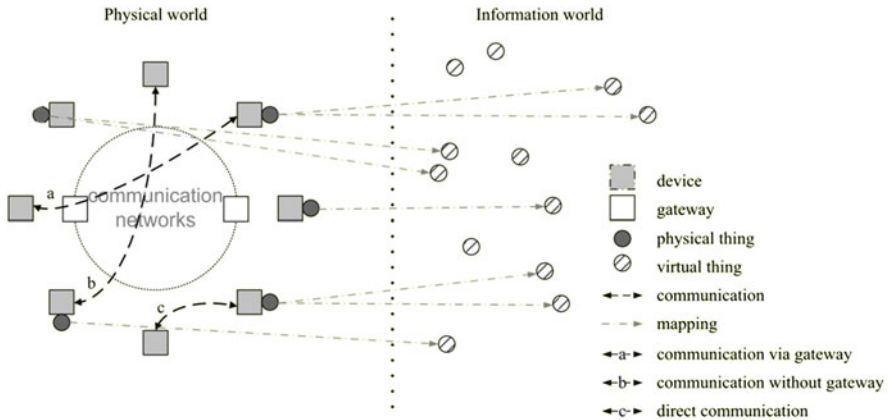 Physical world
Information world
a
communication
networks
b
c
device
gateway
physical thing
virtual thing
communication
mapping
a communication via gateway
b communication without gateway
c direct communication